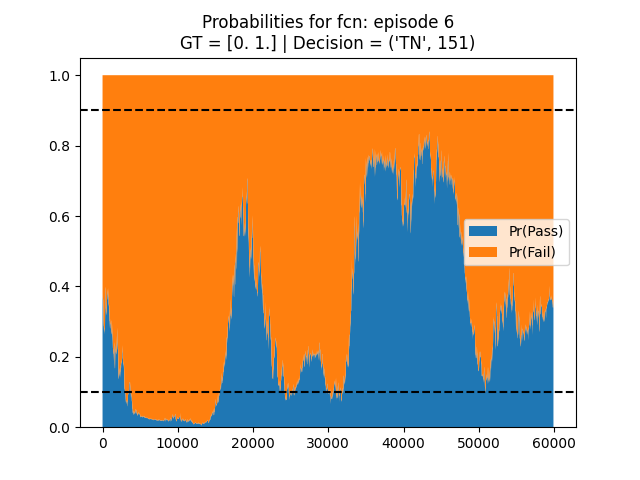 Probabilities for fcn: episode 6
GT = [0. 1.] | Decision = ('TN', 151)
1.0
0.8
0.6
Pr(Pass)
Pr(Fail)
0.4
0.2
0.0
0 10000 20000 30000 40000 50000 60000